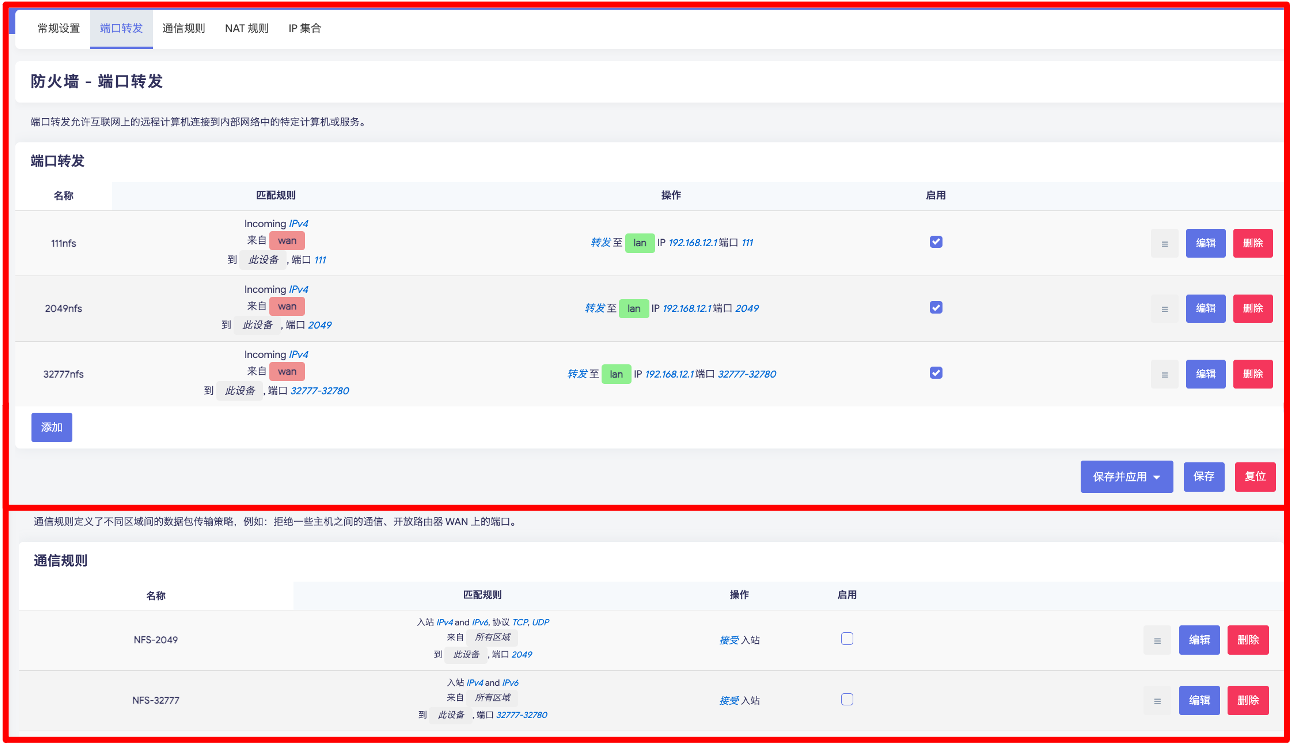 常规设置 端口转发 通信规则 NAT 规则 IP 集合
防火墙 - 端口转发
端口转发允许互联网上的远程计算机连接到内部网络中的特定计算机或服务。
端口转发
名称 匹配规则 操作 启用
111nfs
Incoming IPv4
来自 wan
到 此设备 , 端口 111
转发 至 lan IP 192.168.12.1 端口 111
编辑 删除
2049nfs
Incoming IPv4
来自 wan
到 此设备 , 端口 2049
转发 至 lan IP 192.168.12.1 端口 2049
编辑 删除
32777nfs
Incoming IPv4
来自 wan
到 此设备 , 端口 32777-32780
转发 至 lan IP 192.168.12.1 端口 32777-32780
编辑 删除
添加
保存并应用 保存 复位
通信规则定义了不同区域间的数据包传输策略，例如：拒绝一些主机之间的通信、开放路由器 WAN 上的端口。
通信规则
名称 匹配规则 操作 启用
NFS-2049
入站 IPv4 and IPv6, 协议 TCP, UDP
来自 所有区域
到 此设备 , 端口 2049
接受 入站
编辑 删除
NFS-32777
入站 IPv4 and IPv6
来自 所有区域
到 此设备 , 端口 32777-32780
接受 入站
编辑 删除